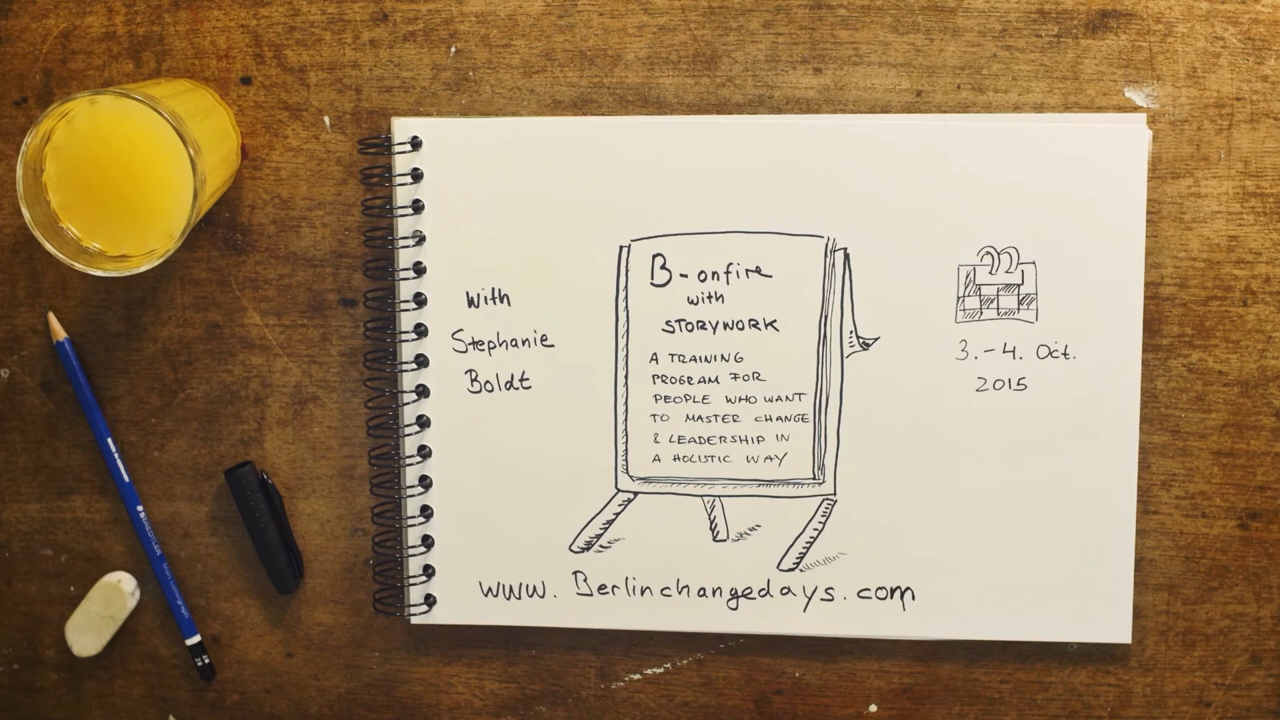 With
Stephanie
Boldt
B-onfire
with
STORYWORK
A TRAINING
PROGRAM FOR
PEOPLE WHO WANT
TO MASTER CHANGE
& LEADERSHIP IN
A HOLISTIC WAY
3.-4. Oct.
2015
www.Berlinchangedays.com
STAEDTLER